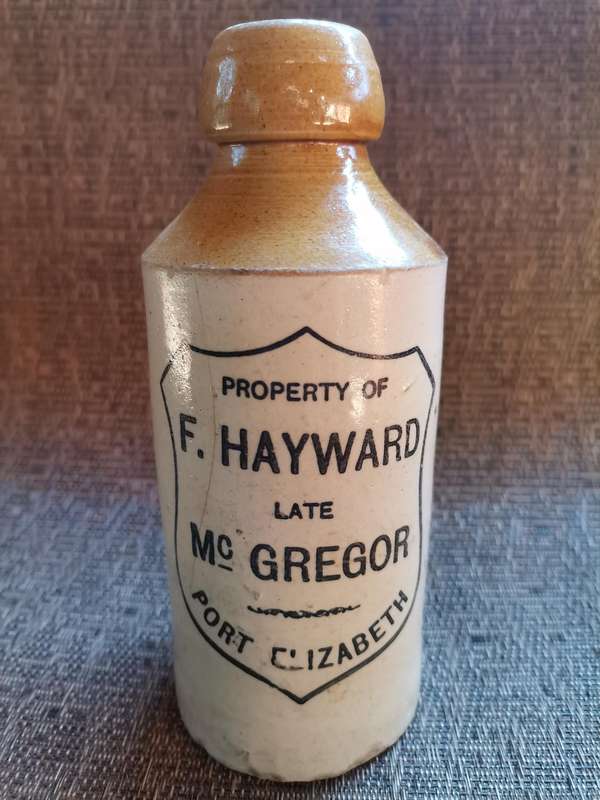 PROPERTY OF
F. HAYWARD
LATE
Mc GREGOR
PORT ELIZABETH